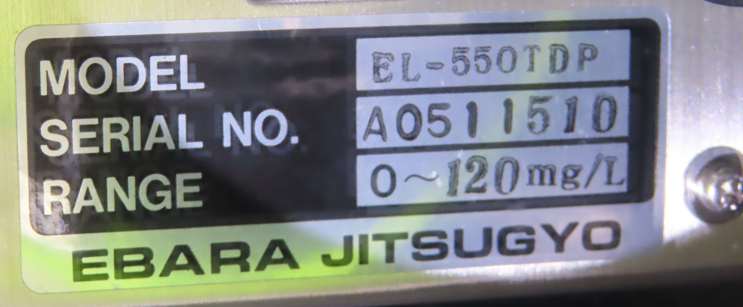 MODEL EL-550TDP
SERIAL NO. A0511510
RANGE 0~120mg/L
EBARA JITSUGYO